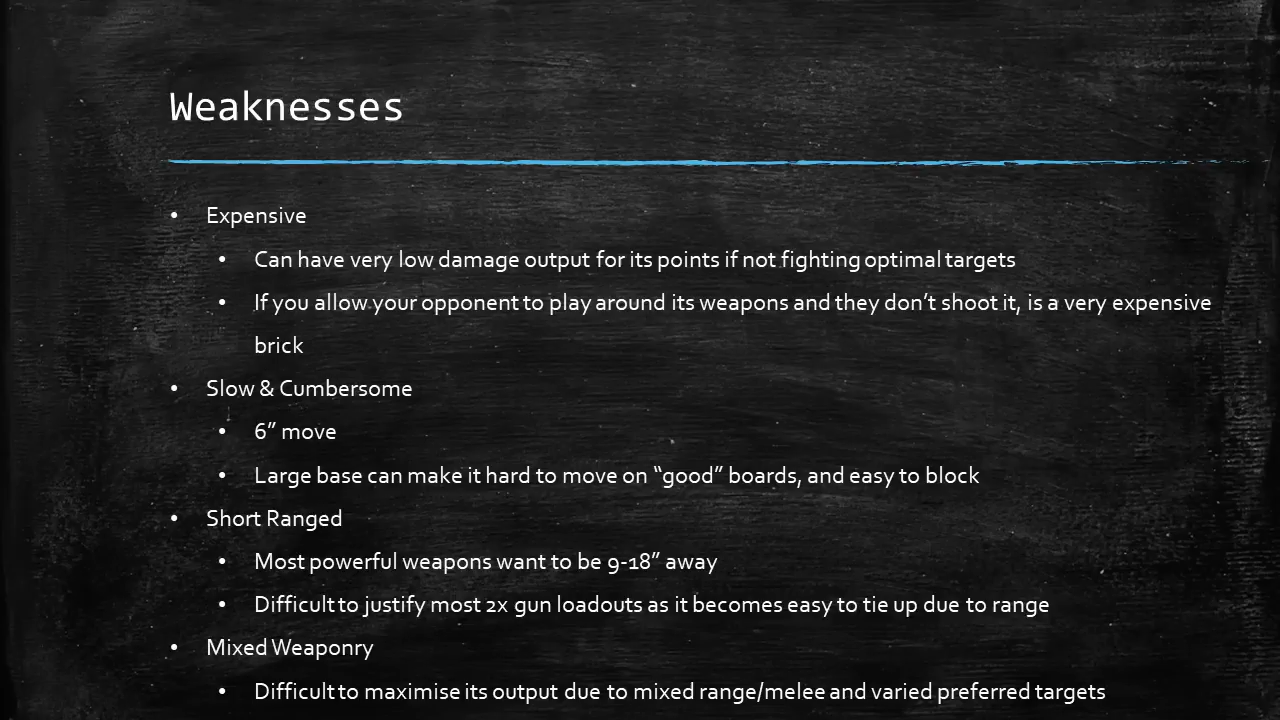 Weaknesses
• Expensive
• Can have very low damage output for its points if not fighting optimal targets
• If you allow your opponent to play around its weapons and they don’t shoot it, is a very expensive
brick
• Slow & Cumbersome
• 6” move
• Large base can make it hard to move on “good” boards, and easy to block
• Short Ranged
• Most powerful weapons want to be 9-18” away
• Difficult to justify most 2x gun loadouts as it becomes easy to tie up due to range
• Mixed Weaponry
• Difficult to maximise its output due to mixed range/melee and varied preferred targets